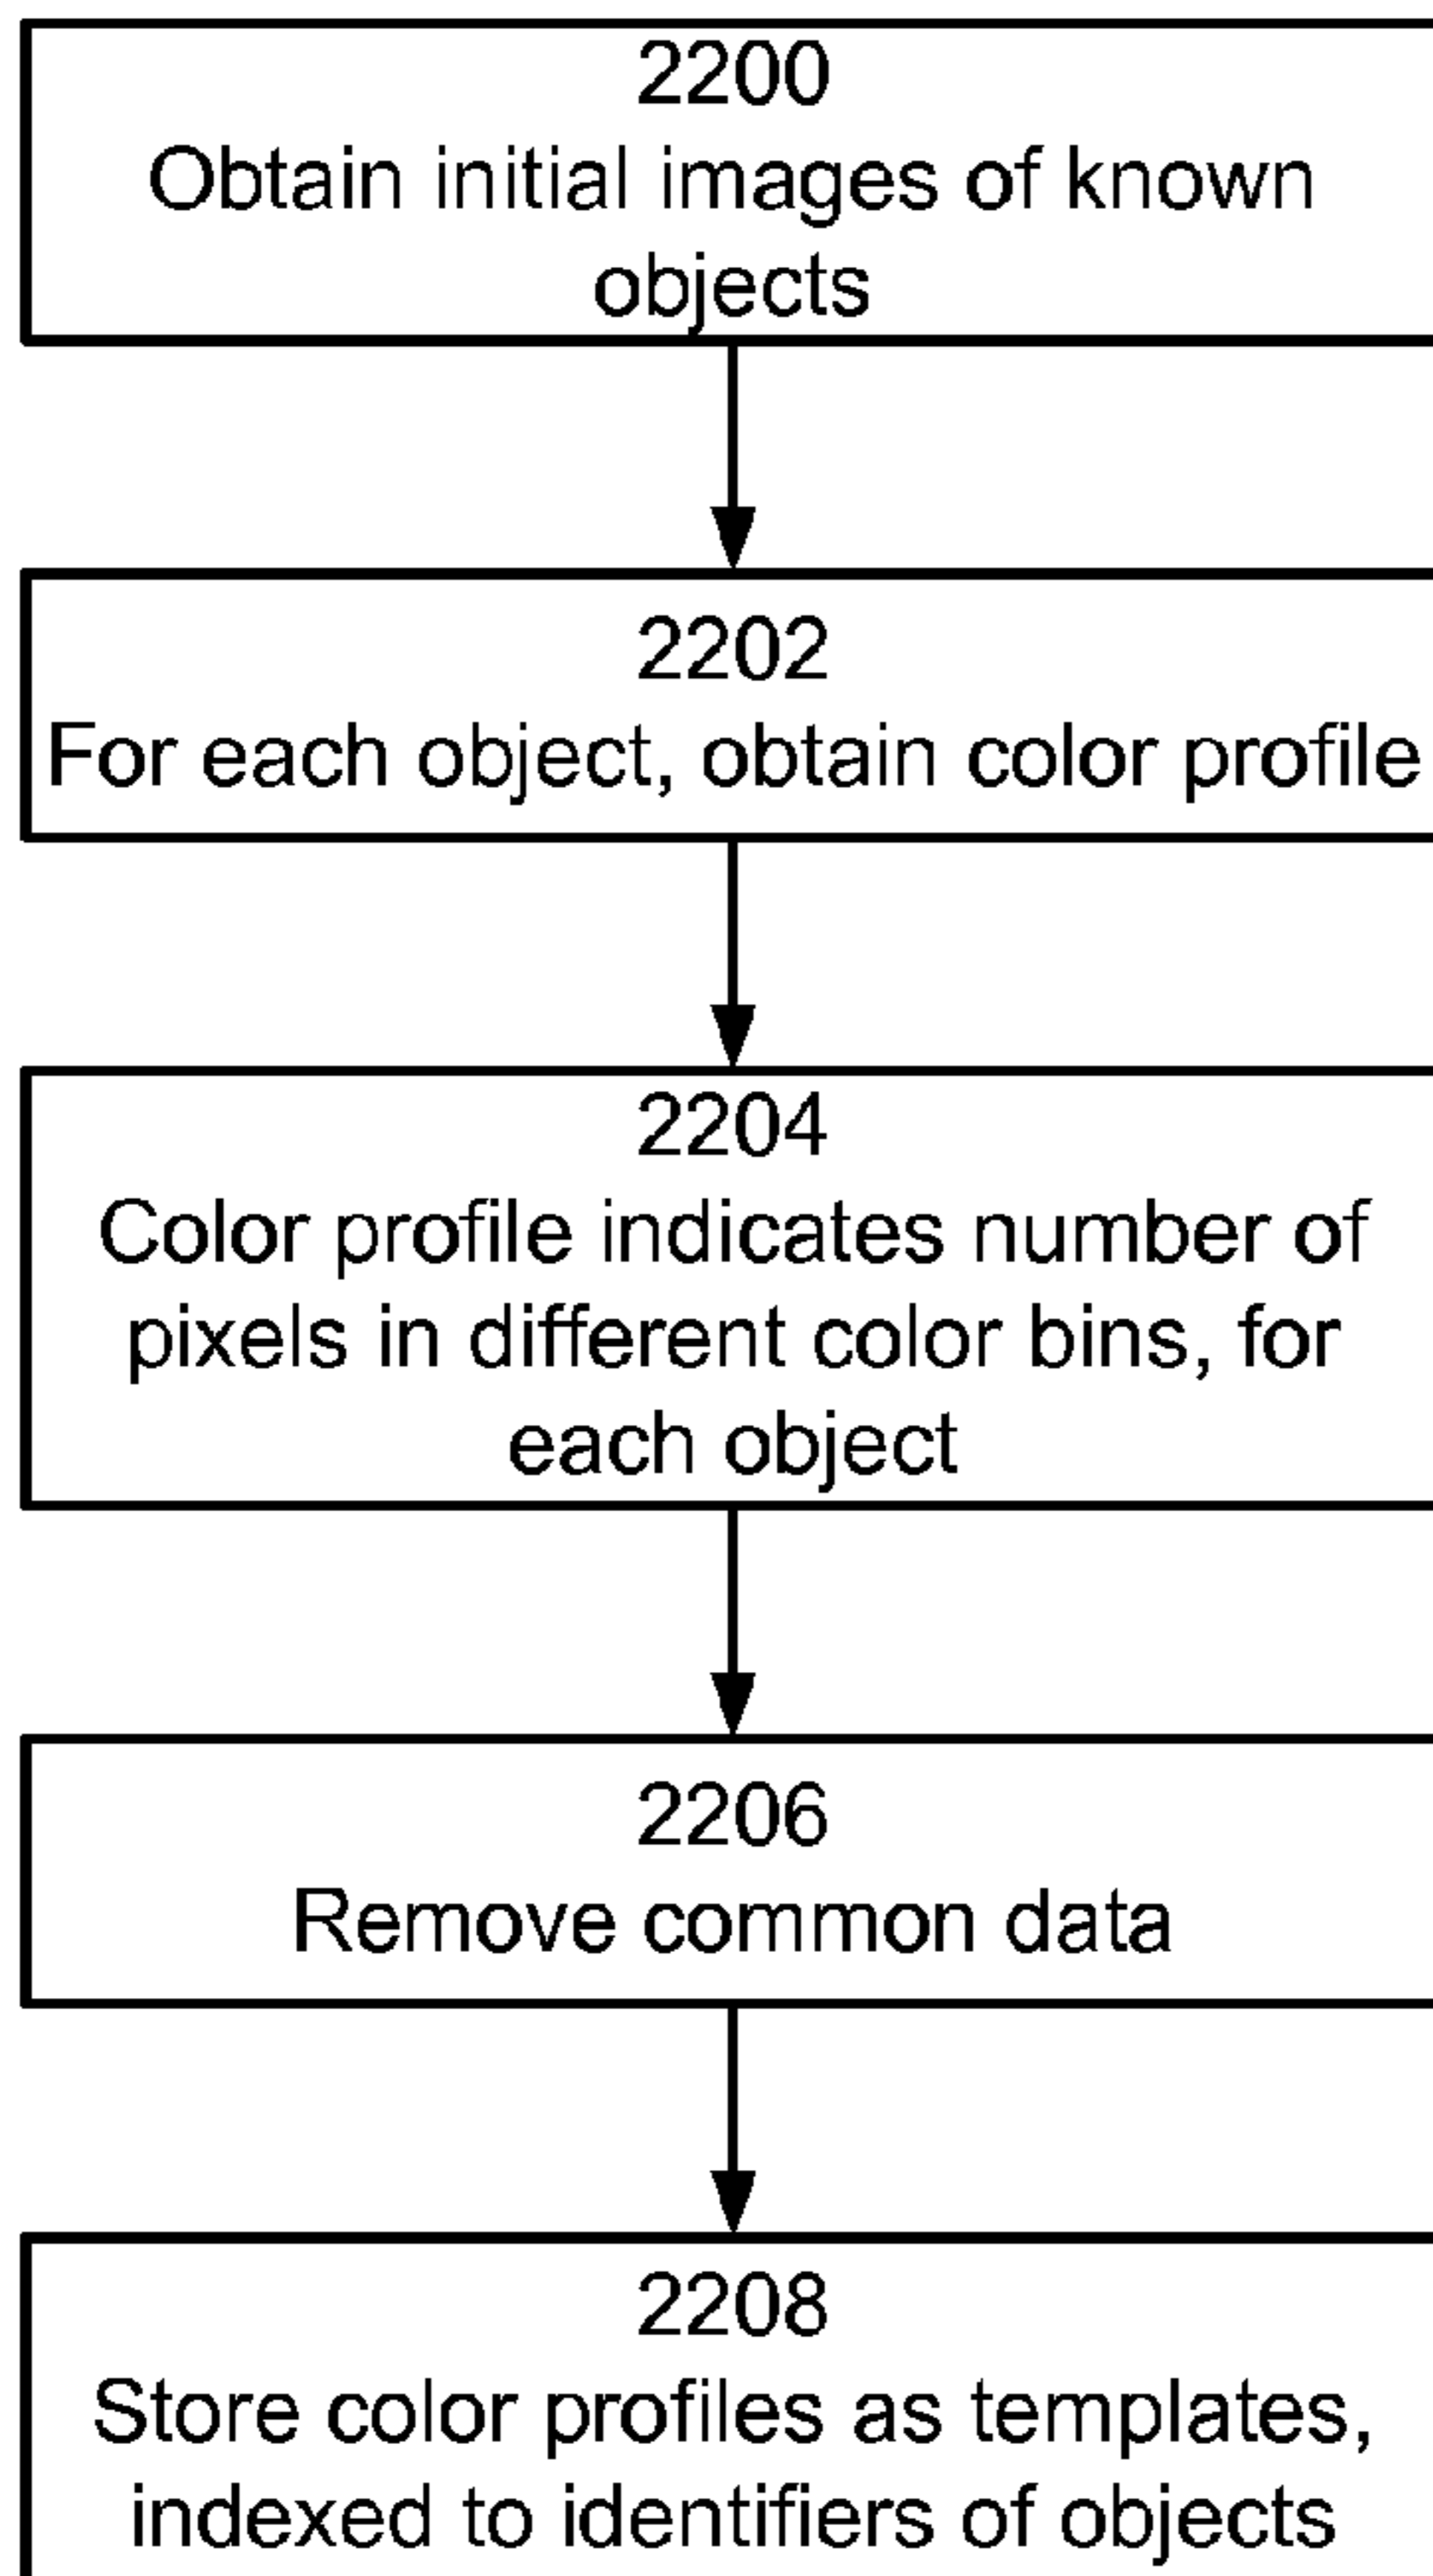 2200
Obtain initial images of known
objects
2202
For each object, obtain color profile
2204
Color profile indicates number of
pixels in different color bins, for
each object
2206
Remove common data
2208
Store color profiles as templates,
indexed to identifiers of objects